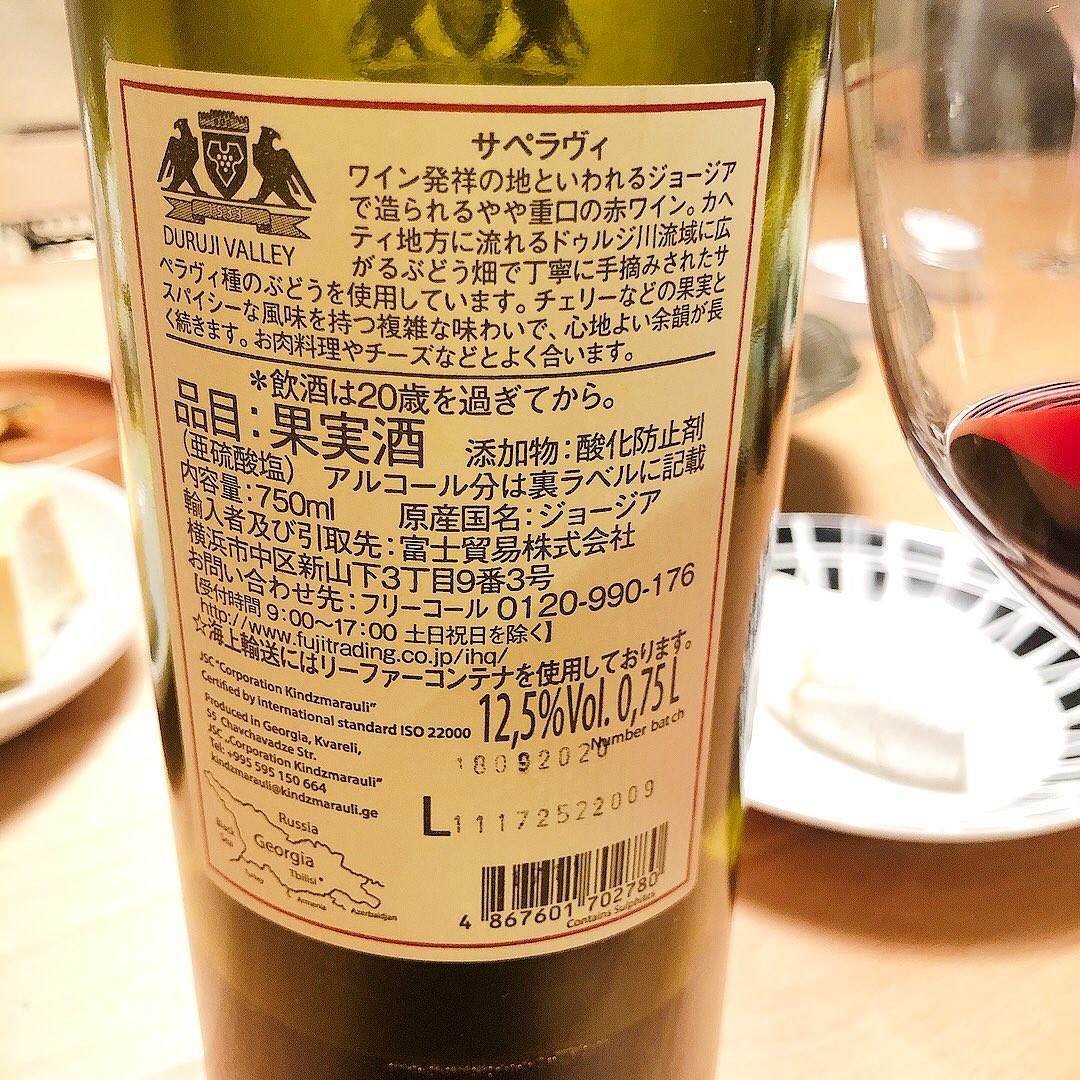 サペラヴィ
ワイン発祥の地といわれるジョージア
で造られるやや重口の赤ワイン。カヘ
ティ地方に流れるドゥルジ川流域に広
がるぶどう畑で丁寧に手摘みされたサ
DURUJI VALLEY
ペラヴィ種のぶどうを使用しています。チェリーなどの果実と
スパイシーな風味を持つ複雑な味わいで、心地よい余韻が長
く続きます。お肉料理やチーズなどとよく合います。
*飲酒は20歳を過ぎてから。
品目:果実酒 添加物:酸化防止剤
(亜硫酸塩) アルコール分は裏ラベルに記載
内容量:750ml 原産国名:ジョージア
輸入者及び引取先:富士貿易株式会社
横浜市中区新山下3丁目9番3号
お問い合わせ先:フリーコール 0120-990-176
【受付時間 9:00~17:00 土日祝日を除く】
http://www.fujitrading.co.jp/ihq/
☆海上輸送にはリーファーコンテナを使用しております。
JSC "Corporation Kindzmarauli"
Certified by international standard ISO 22000
12,5%Vol. 0,75 L
Produced in Georgia, Kvareli,
55 Chavchavadze Str.
JSC „Corporation Kindzmarauli"
Tel: +995 595 150 664
kindzmarauli@kindzmarauli.ge
Number batch
18092020
L11172522009
Russia
Black Sea
Georgia
Tbilisi
Turkey
Armenia
Azerbaidjan
4 867601 702780
Contains Sulphites